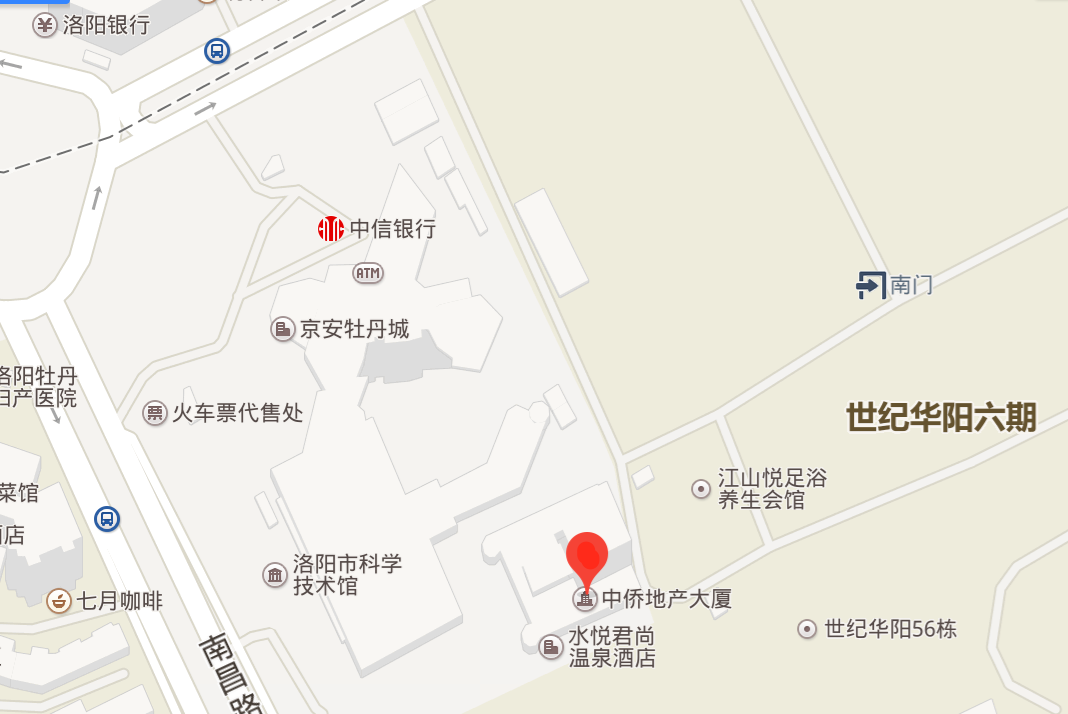 洛阳银行
中信银行
ATM
南门
京安牡丹城
洛阳牡丹
妇产医院
火车票代售处
世纪华阳六期
江山悦足浴
养生会馆
菜馆
酒店
洛阳市科学
技术馆
七月咖啡
中侨地产大厦
世纪华阳56栋
水悦君尚
温泉酒店
南昌路